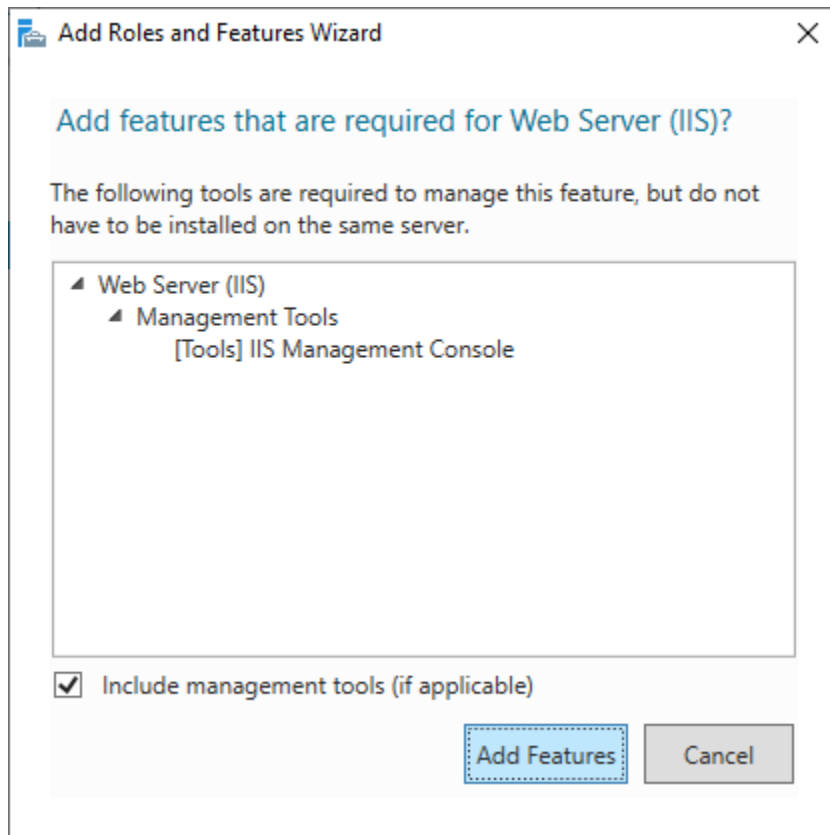 Add Roles and Features Wizard
Add features that are required for Web Server (IIS)?
The following tools are required to manage this feature, but do not
have to be installed on the same server.
Web Server (IIS)
Management Tools
[Tools] IIS Management Console
Include management tools (if applicable)
Add Features
Cancel